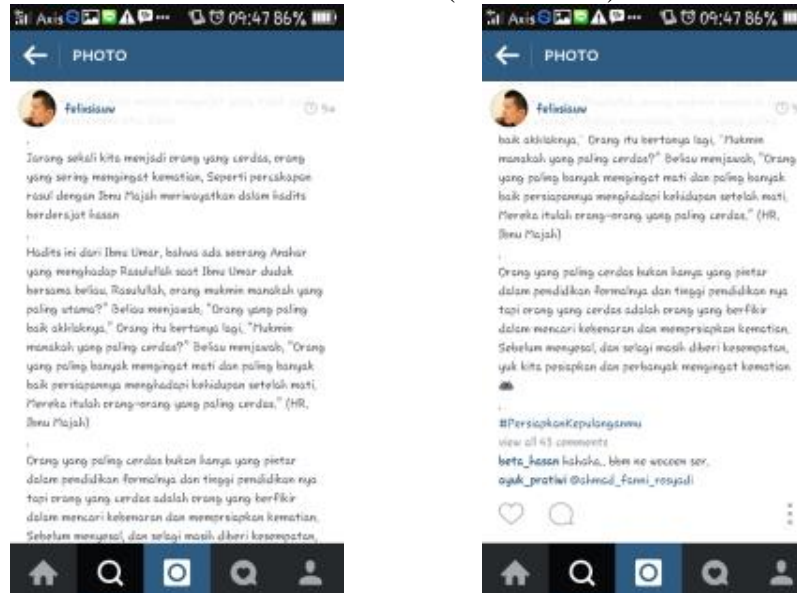 Axis 09:47 86%
PHOTO
felixsiauw
Jarang sekali kita menjadi orang yang cerdas, orang
yang sering mengingat kematian, Seperti percakapan
rasul dengan Ibnu Majah meriwayatkan dalam hadits
berderajat hasan
.
Hadits ini dari Ibnu Umar, bahwa ada seorang Anshar
yang menghadap Rasulullah saat Ibnu Umar duduk
bersama beliau, Rasulullah, orang mukmin manakah yang
paling utama?" Beliau menjawab, "Orang yang paling
baik akhlaknya," Orang itu bertanya lagi, "Mukmin
manakah yang paling cerdas?" Beliau menjawab, "Orang
yang paling banyak mengingat mati dan paling banyak
baik persiapannya menghadapi kehidupan setelah mati,
Mereka itulah orang-orang yang paling cerdas," (HR,
Ibnu Majah)
.
Orang yang paling cerdas bukan hanya yang pintar
dalam pendidikan formalnya dan tinggi pendidikan nya
tapi orang yang cerdas adalah orang yang berfikir
dalam mencari kebenaran dan memprsiapkan kematian,
Sebelum menyesal, dan selagi masih diberi kesempatan,
Axis 09:47 86%
PHOTO
felixsiauw
baik akhlaknya," Orang itu bertanya lagi, "Mukmin
manakah yang paling cerdas?" Beliau menjawab, "Orang
yang paling banyak mengingat mati dan paling banyak
baik persiapannya menghadapi kehidupan setelah mati,
Mereka itulah orang-orang yang paling cerdas," (HR,
Ibnu Majah)
.
Orang yang paling cerdas bukan hanya yang pintar
dalam pendidikan formalnya dan tinggi pendidikan nya
tapi orang yang cerdas adalah orang yang berfikir
dalam mencari kebenaran dan memprsiapkan kematian,
Sebelum menyesal, dan selagi masih diberi kesempatan,
yuk kita pesiapkan dan perbanyak mengingat kematian
.
#PersiapkanKepulanganmu
view all 43 comments
beta_hasan hahaha,, bbm ne wocoen ser,
ayuk_pratiwi @ahmad_fanni_rosyadi